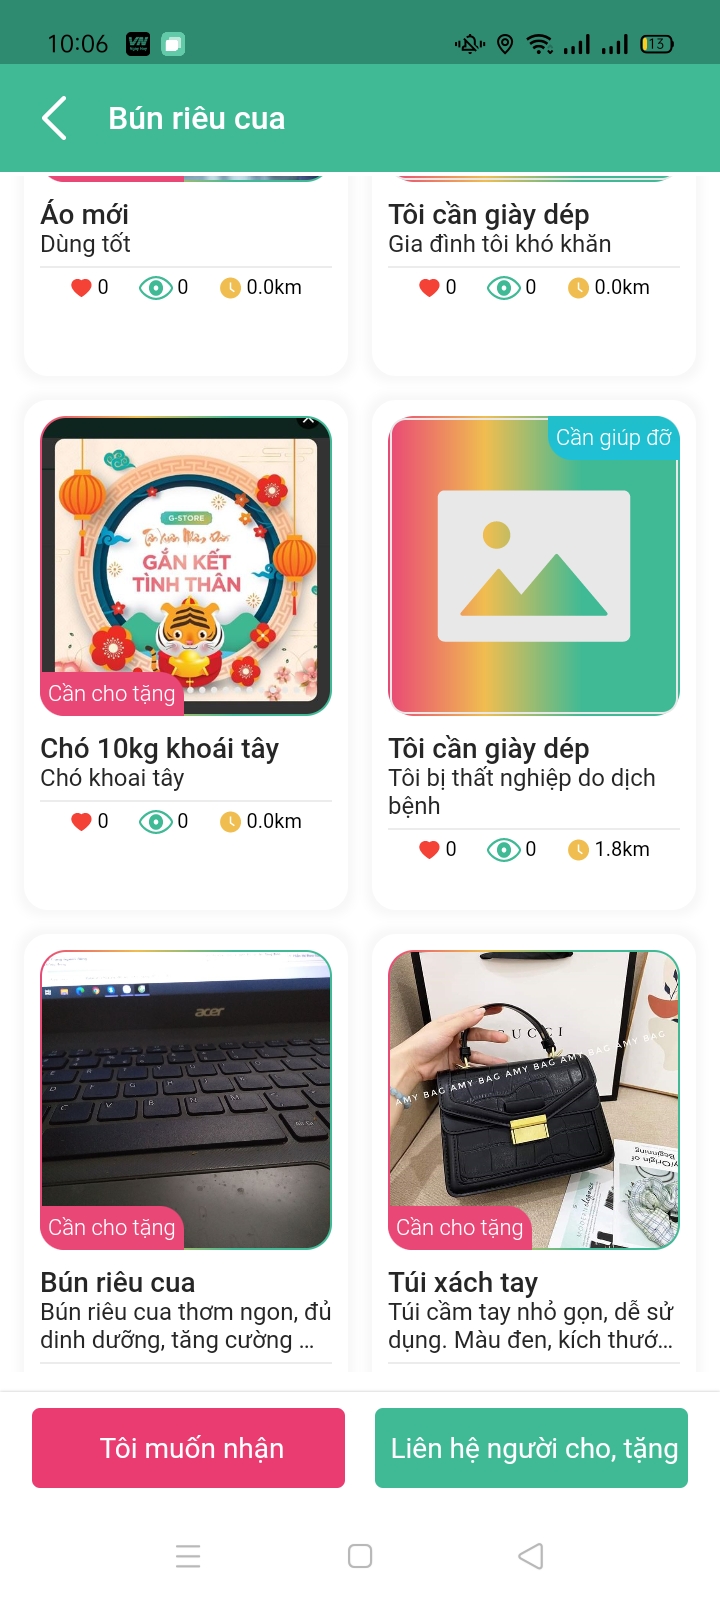 10:06
VN
13
Bún riêu cua
Áo mới
Dùng tốt
0
0
0.0km
Tôi cần giày dép
Gia đình tôi khó khăn
0
0
0.0km
G-STORE
GẮN KẾT
TÌNH THÂN
Cần cho tặng
Chó 10kg khoái tây
Chó khoai tây
0
0
0.0km
Cần giúp đỡ
Tôi cần giày dép
Tôi bị thất nghiệp do dịch
bệnh
0
0
1.8km
acer
Cần cho tặng
Bún riêu cua
Bún riêu cua thơm ngon, đủ
dinh dưỡng, tăng cường ...
GUCCI
AMY BAG AMY BAG AMY BAG AMY BAG AMY BAG
Cần cho tặng
Túi xách tay
Túi cầm tay nhỏ gọn, dễ sử
dụng. Màu đen, kích thướ...
Tôi muốn nhận
Liên hệ người cho, tặng